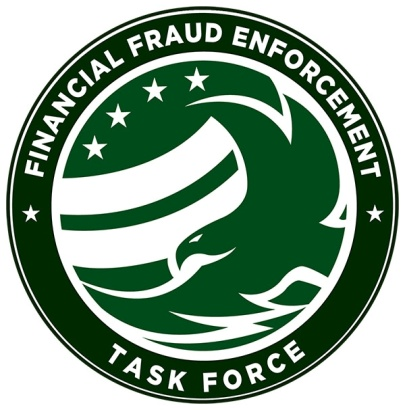 FINANCIAL FRAUD ENFORCEMENT
TASK FORCE